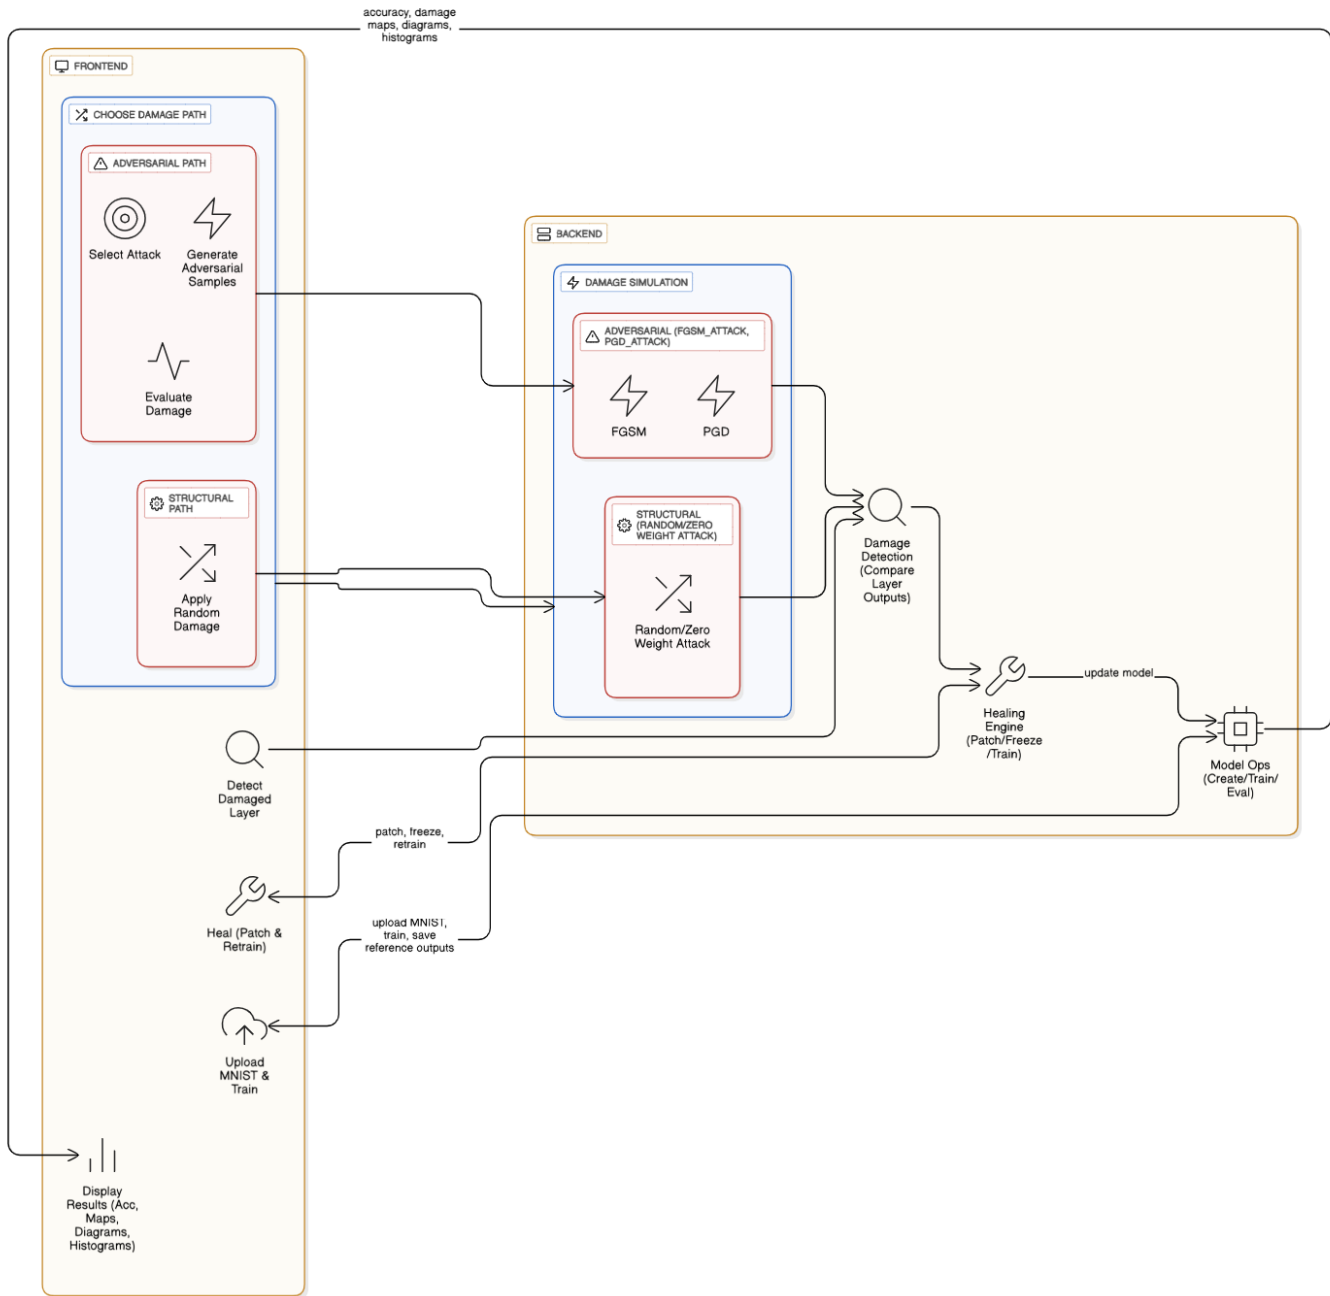 accuracy, damage
maps, diagrams,
histograms
FRONTEND
CHOOSE DAMAGE PATH
ADVERSARIAL PATH
Select Attack
Generate
Adversarial
Samples
Evaluate
Damage
STRUCTURAL
PATH
Apply
Random
Damage
Detect
Damaged
Layer
Heal (Patch &
Retrain)
Upload
MNIST &
Train
Display
Results (Acc,
Maps,
Diagrams,
Histograms)
patch, freeze,
retrain
upload MNIST,
train, save
reference outputs
BACKEND
DAMAGE SIMULATION
ADVERSARIAL (FGSM_ATTACK,
PGD_ATTACK)
FGSM
PGD
STRUCTURAL
(RANDOM/ZERO
WEIGHT ATTACK)
Random/Zero
Weight Attack
Damage
Detection
(Compare
Layer
Outputs)
Healing
Engine
(Patch/Freeze
/Train)
update model
Model Ops
(Create/Train/
Eval)